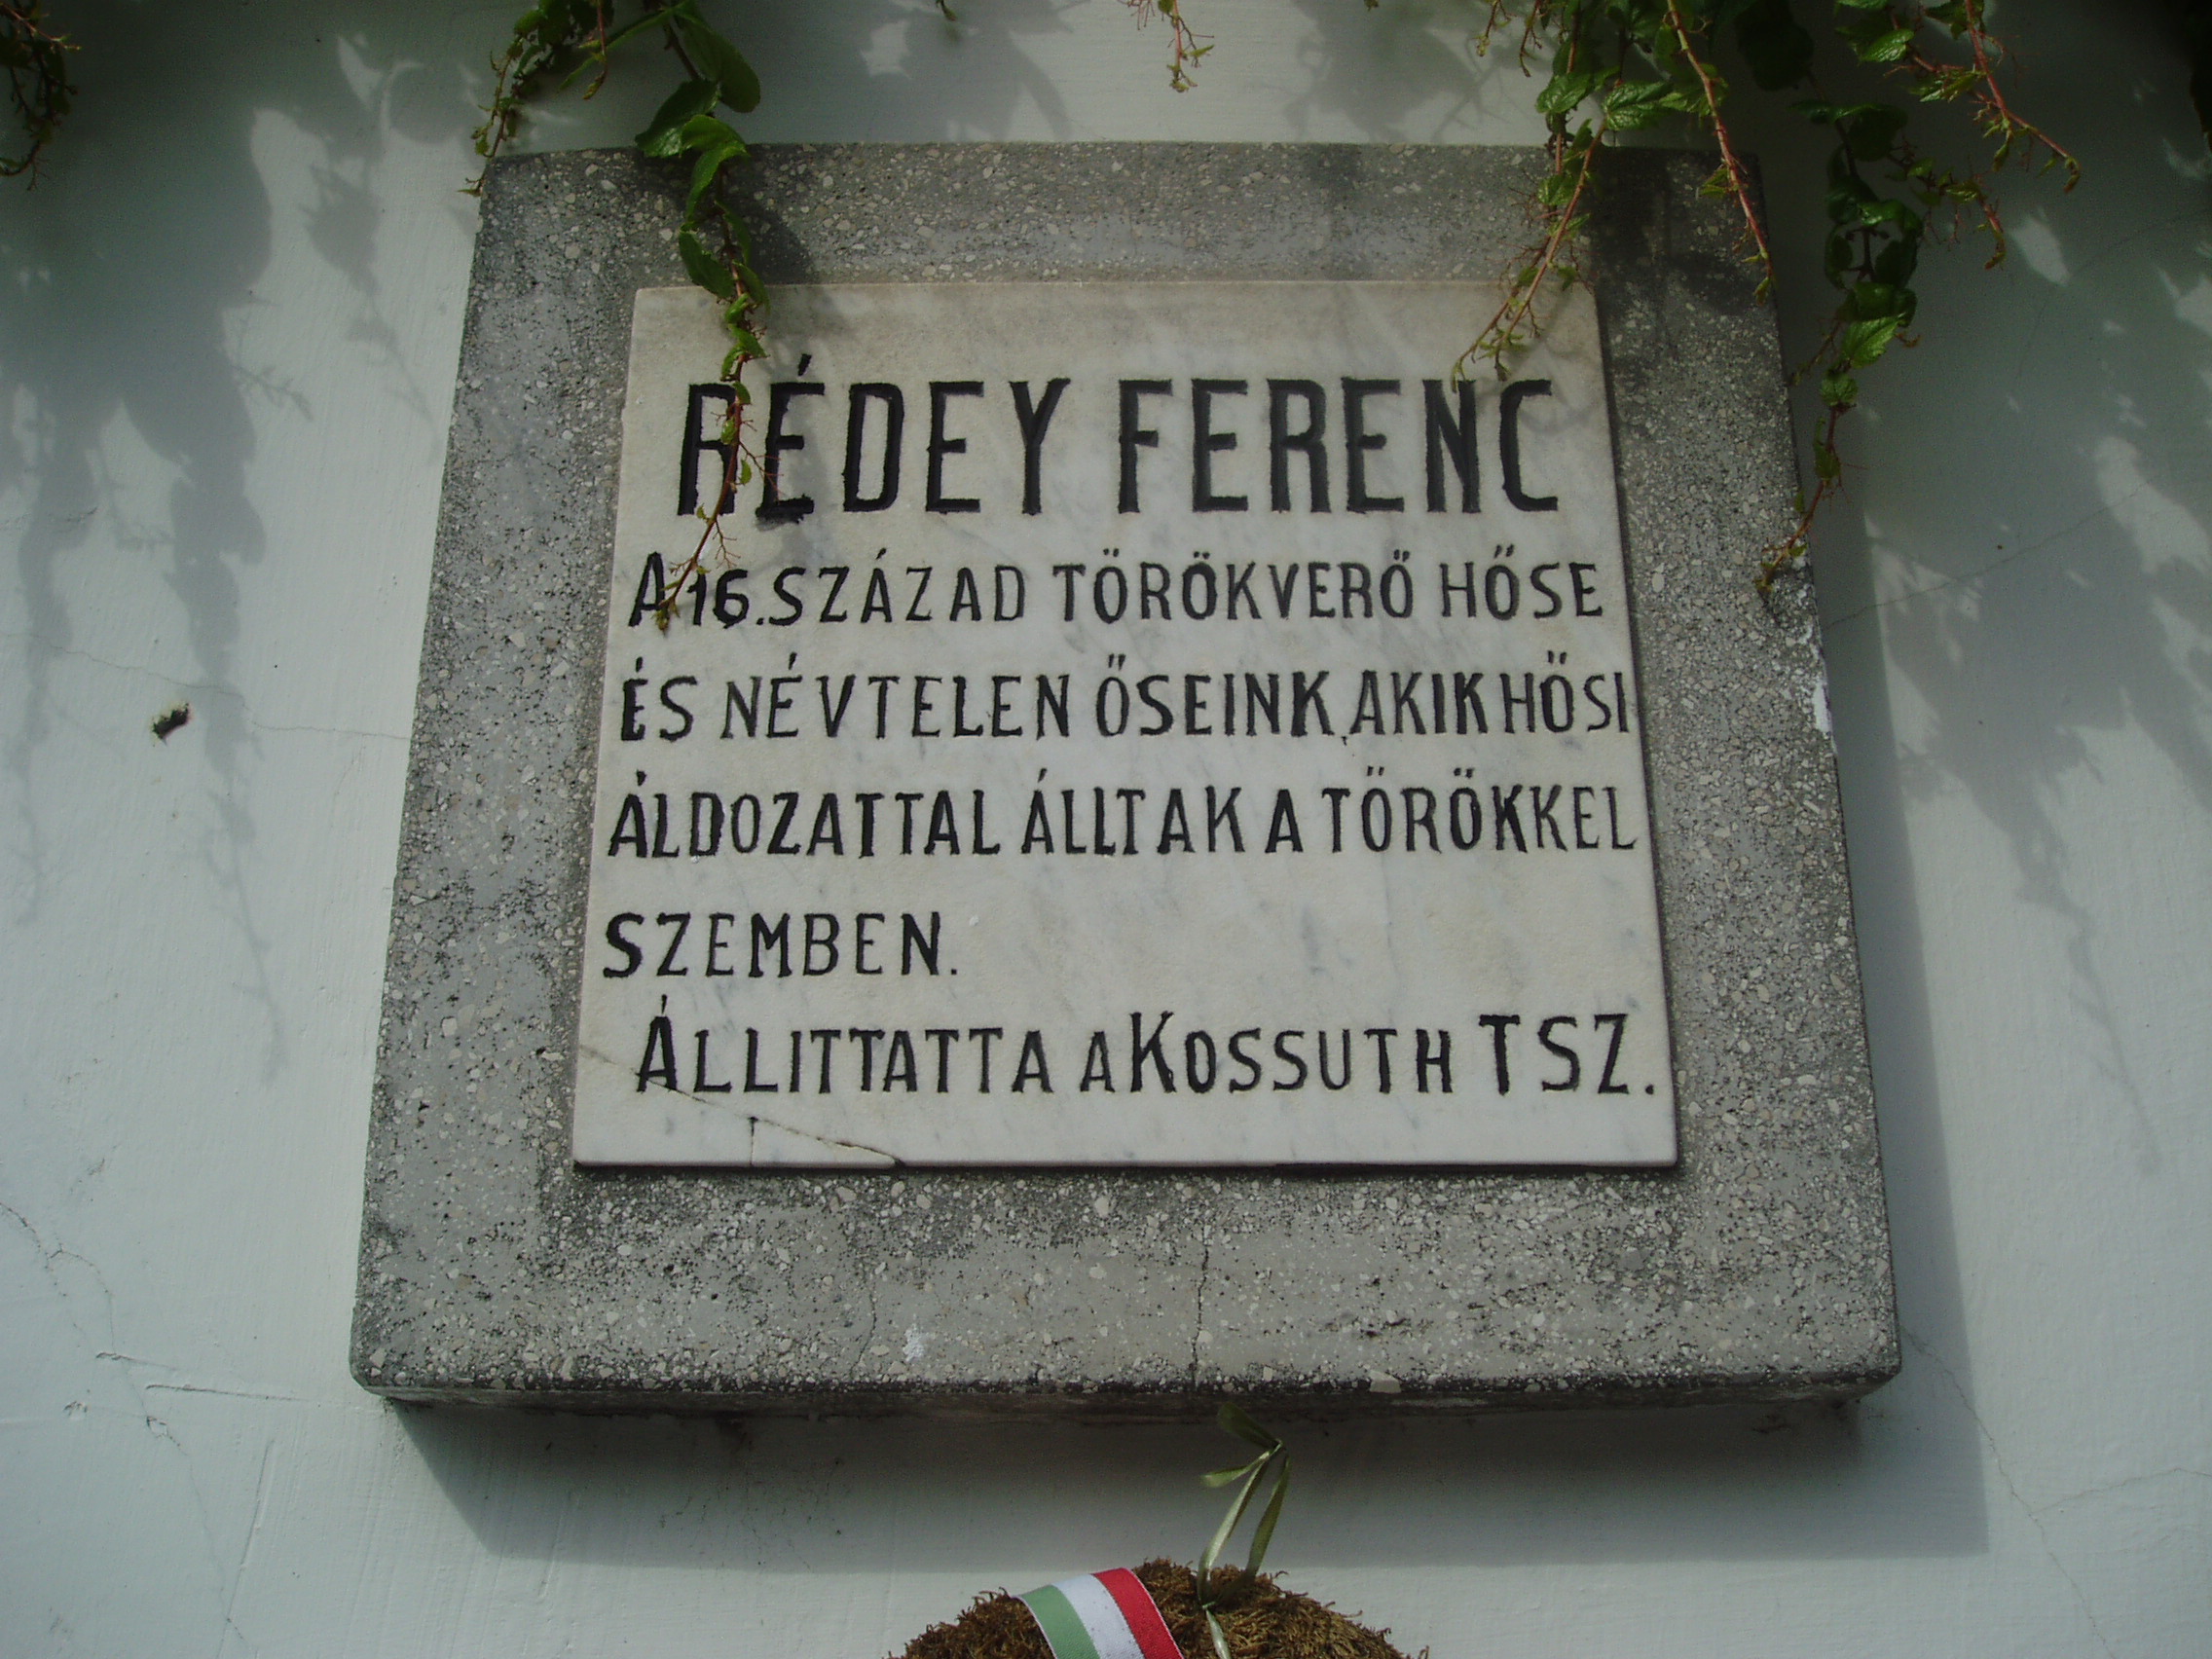 RÉDEY FERENC
A 16. SZÁZAD TÖRÖKVERŐ HŐSE
ÉS NÉVTELEN ŐSEINK, AKIK HŐSI
ÁLDOZATTAL ÁLLTAK A TÖRÖKKEL
SZEMBEN.
ÁLLITTATTA A KOSSUTH TSZ.